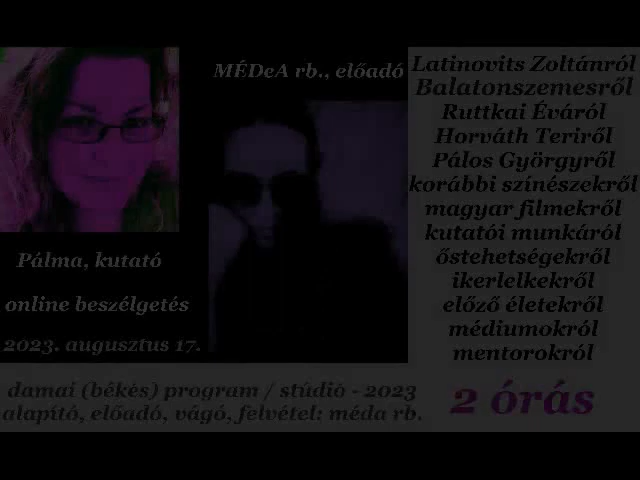 MÉDeA rb., előadó
Pálma, kutató
online beszélgetés
2023. augusztus 17.
Latinovits Zoltánról
Balatonszemesről
Ruttkai Éváról
Horváth Teriről
Pálos Györgyről
korábbi színészekről
magyar filmekről
kutatói munkáról
őstehetségekről
ikerlelkekről
előző életekről
médiumokról
mentorokról
damai (békés) program / stúdió - 2023
alapító, előadó, vágó, felvétel: méda rb.
2 órás